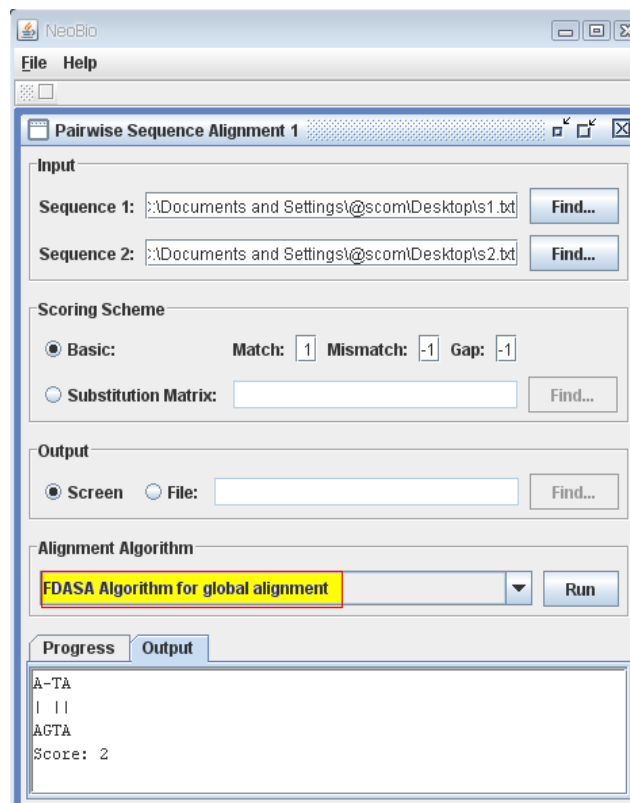 NeoBio
File Help
Pairwise Sequence Alignment 1
Input
Sequence 1: :\Documents and Settings\@scom\Desktop\s1.txt Find...
Sequence 2: :\Documents and Settings\@scom\Desktop\s2.txt Find...
Scoring Scheme
Basic: Match: 1 Mismatch: -1 Gap: -1
Substitution Matrix: Find...
Output
Screen File: Find...
Alignment Algorithm
FDASA Algorithm for global alignment Run
Progress Output
A-TA
| ||
AGTA
Score: 2